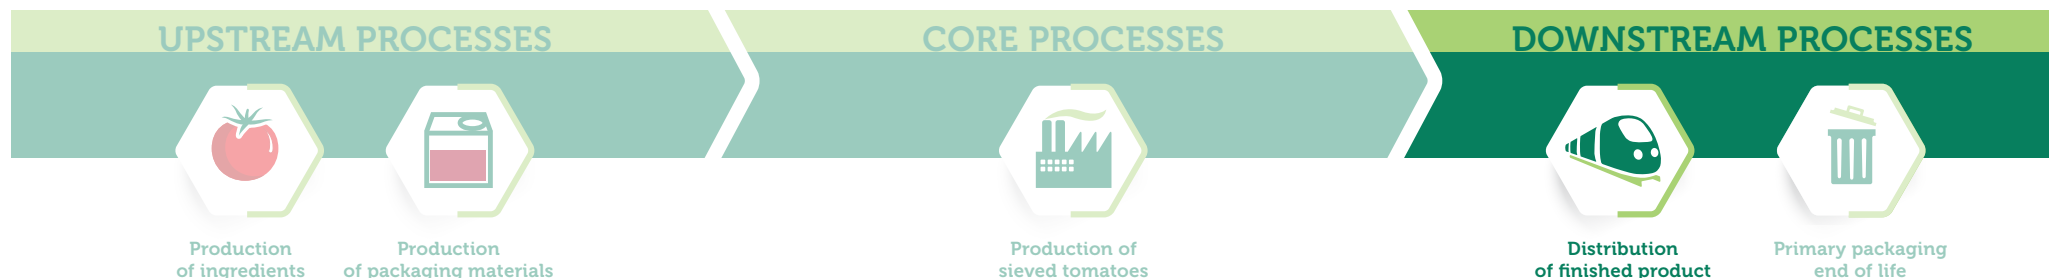 UPSTREAM PROCESSES
CORE PROCESSES
DOWNSTREAM PROCESSES
Production
of ingredients
Production
of packaging materials
Production of
sieved tomatoes
Distribution
of finished product
Primary packaging
end of life